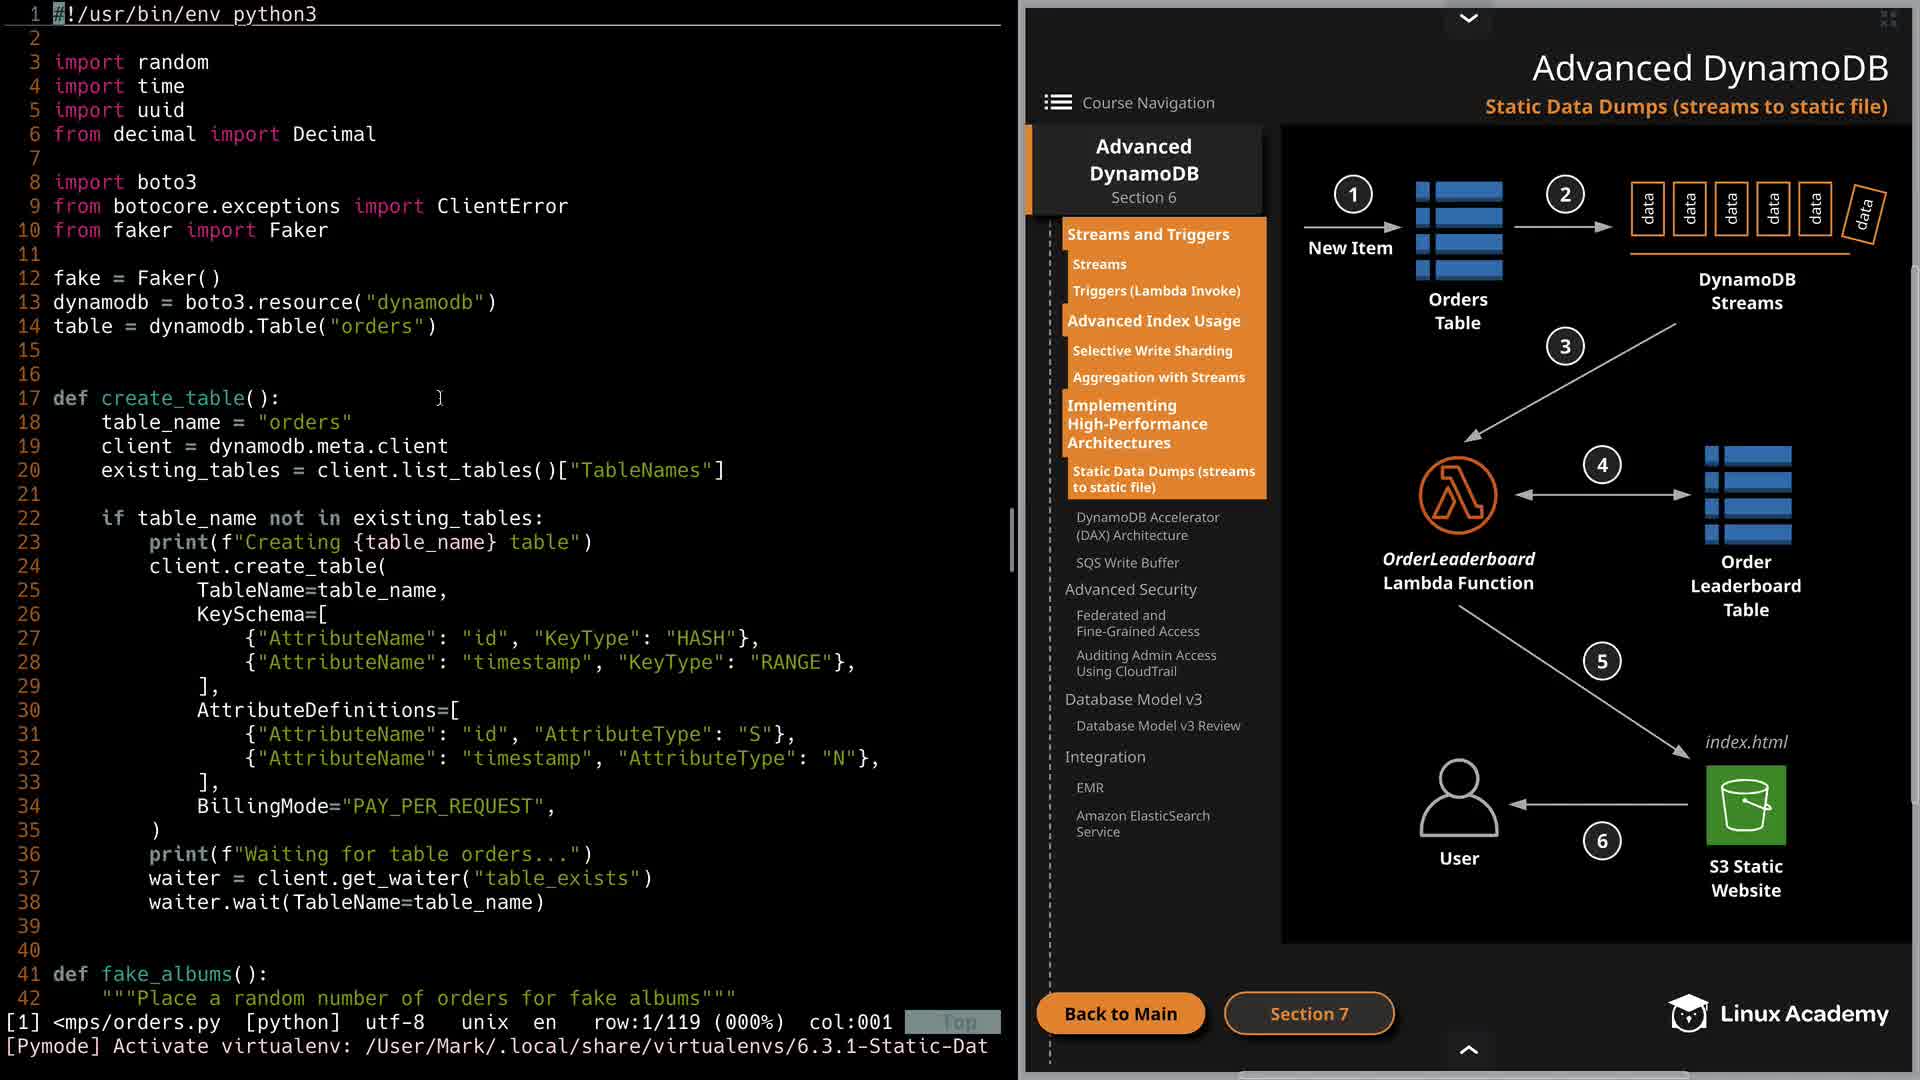 1 #!/usr/bin/env python3
2
3 import random
4 import time
5 import uuid
6 from decimal import Decimal
7
8 import boto3
9 from botocore.exceptions import ClientError
10 from faker import Faker
11
12 fake = Faker()
13 dynamodb = boto3.resource("dynamodb")
14 table = dynamodb.Table("orders")
15
16
17 def create_table():
18     table_name = "orders"
19     client = dynamodb.meta.client
20     existing_tables = client.list_tables()["TableNames"]
21
22     if table_name not in existing_tables:
23         print(f"Creating {table_name} table")
24         client.create_table(
25             TableName=table_name,
26             KeySchema=[
27                 {"AttributeName": "id", "KeyType": "HASH"},
28                 {"AttributeName": "timestamp", "KeyType": "RANGE"},
29             ],
30             AttributeDefinitions=[
31                 {"AttributeName": "id", "AttributeType": "S"},
32                 {"AttributeName": "timestamp", "AttributeType": "N"},
33             ],
34             BillingMode="PAY_PER_REQUEST",
35         )
36         print(f"Waiting for table orders...")
37         waiter = client.get_waiter("table_exists")
38         waiter.wait(TableName=table_name)
39
40
41 def fake_albums():
42     """Place a random number of orders for fake albums"""
[1] <mps/orders.py [python] utf-8 unix en row:1/119 (000%) col:001 Top
[Pymode] Activate virtualenv: /User/Mark/.local/share/virtualenvs/6.3.1-Static-Dat
Advanced DynamoDB
Static Data Dumps (streams to static file)
Course Navigation
Advanced
DynamoDB
Section 6
Streams and Triggers
Streams
Triggers (Lambda Invoke)
Advanced Index Usage
Selective Write Sharding
Aggregation with Streams
Implementing
High-Performance
Architectures
Static Data Dumps (streams
to static file)
DynamoDB Accelerator
(DAX) Architecture
SQS Write Buffer
Advanced Security
Federated and
Fine-Grained Access
Auditing Admin Access
Using CloudTrail
Database Model v3
Database Model v3 Review
Integration
EMR
Amazon ElasticSearch
Service
1
New Item
Orders
Table
2
data
data
data
data
data
data
DynamoDB
Streams
3
OrderLeaderboard
Lambda Function
4
Order
Leaderboard
Table
5
index.html
S3 Static
Website
6
User
Back to Main
Section 7
Linux Academy